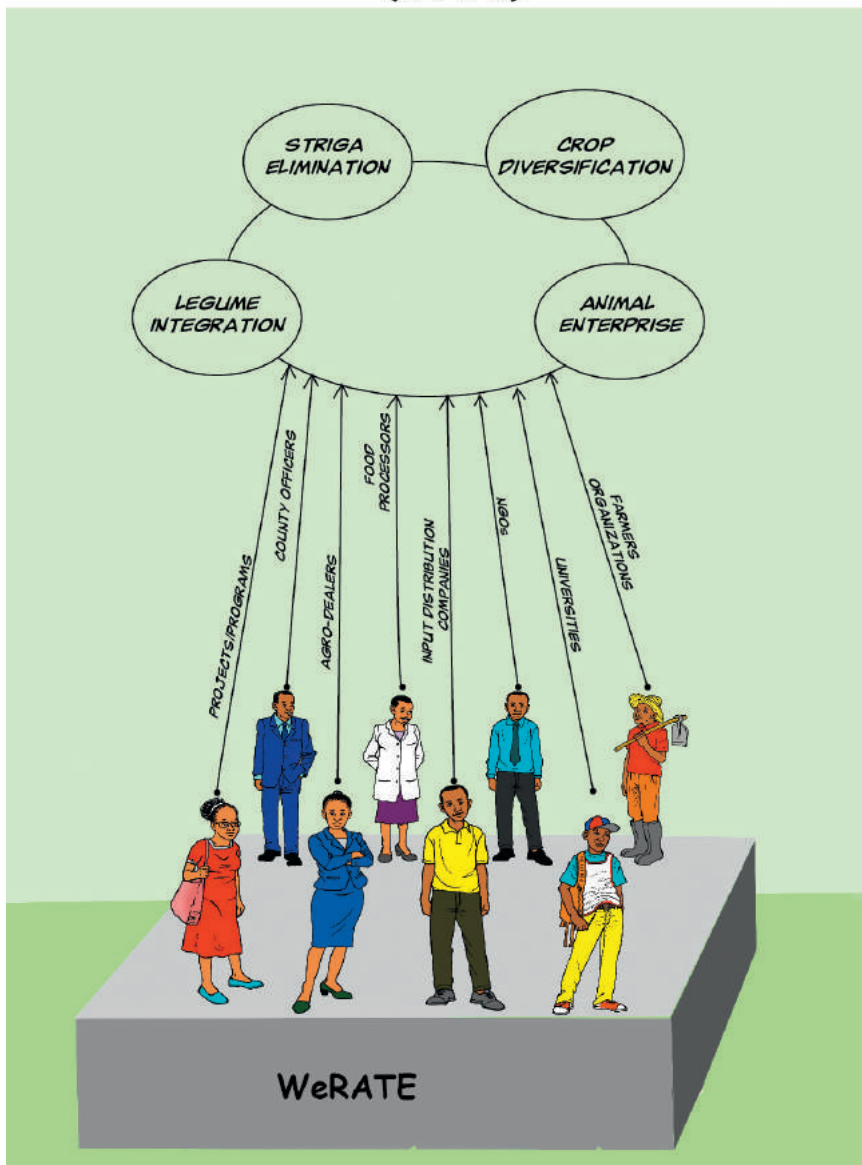 STRIGA
ELIMINATION
CROP
DIVERSIFICATION
LEGUME
INTEGRATION
ANIMAL
ENTERPRISE
PROJECTS/PROGRAMS
COUNTY OFFICERS
AGRO-DEALERS
FOOD
PROCESSORS
INPUT DISTRIBUTION
COMPANIES
NGOs
UNIVERSITIES
FARMERS
ORGANIZATIONS
WeRATE